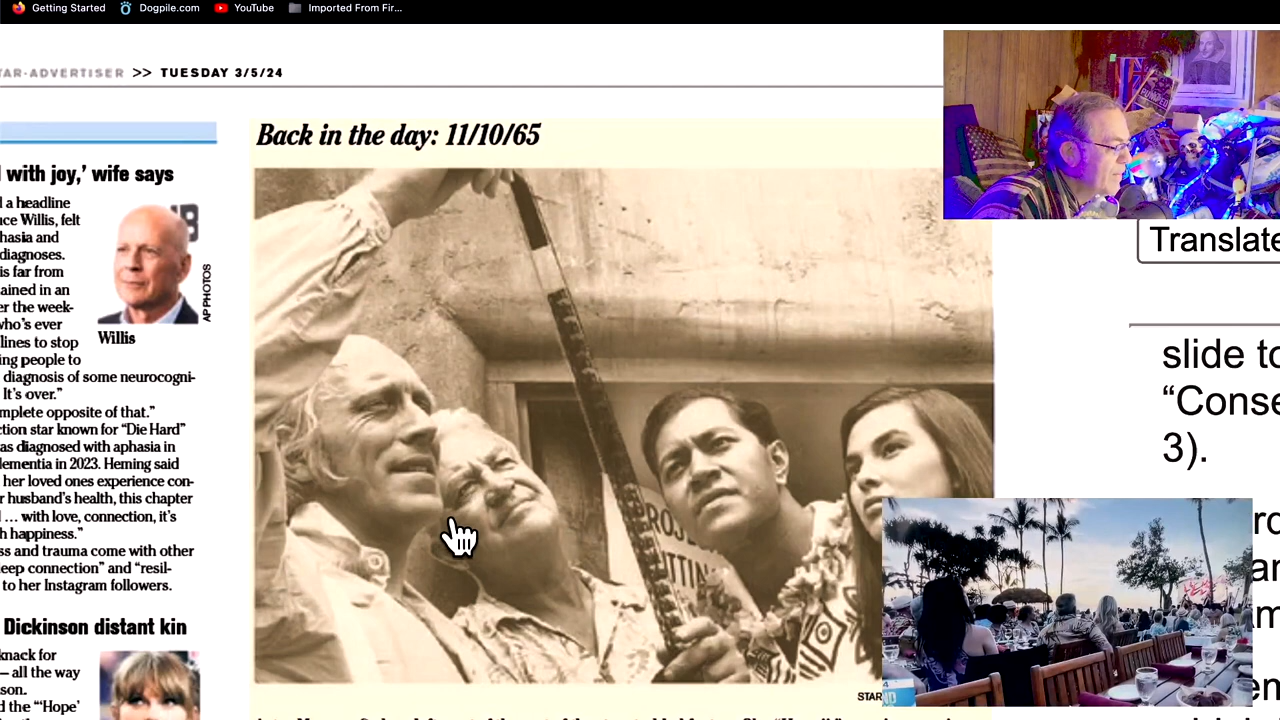 Getting Started Dogpile.com YouTube Imported From Fir...
TAR-ADVERTISER >> TUESDAY 3/5/24
Back in the day: 11/10/65
with joy,’ wife says
a headline
uce Willis, felt
hasia and
diagnoses.
is far from
ained in an
er the week-
who’s ever
lines to stop
ing people to
diagnosis of some neurocogni-
It’s over.”
mplete opposite of that.”
ction star known for “Die Hard”
as diagnosed with aphasia in
dementia in 2023. Heming said
her loved ones experience con-
r husband’s health, this chapter
… with love, connection, it’s
h happiness.”
ss and trauma come with other
deep connection” and “resil-
to her Instagram followers.
AP PHOTOS
Willis
Dickinson distant kin
knack for
— all the way
son.
d the “‘Hope’
STAR
Translate
slide to
“Conse
3).